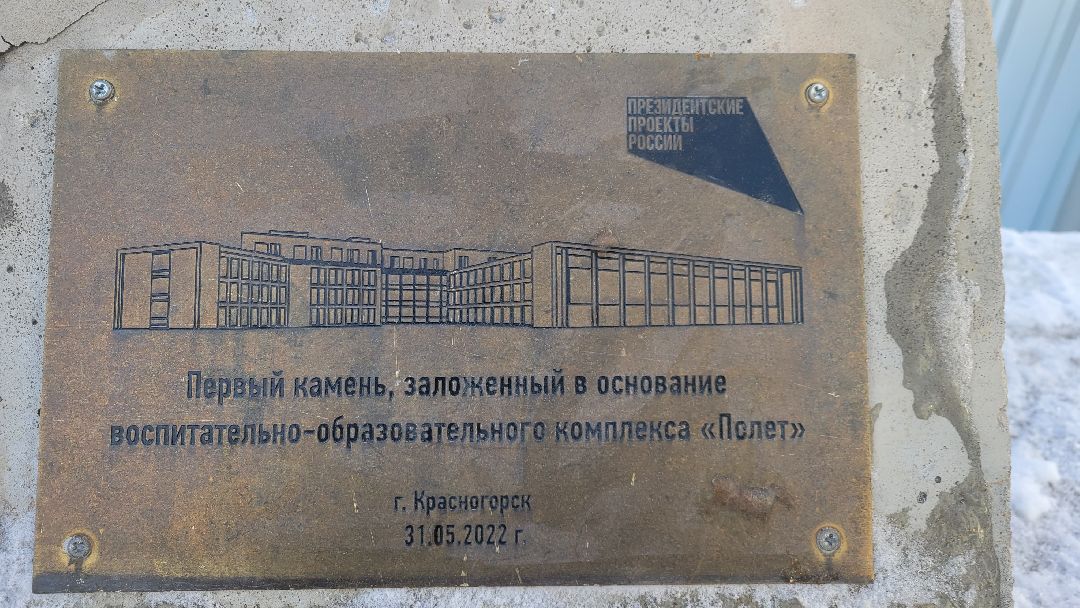 ПРЕЗИДЕНТСКИЕ
ПРОЕКТЫ
РОССИИ
Первый камень, заложенный в основание
воспитательно-образовательного комплекса «Полет»
г. Красногорск
31.05.2022 г.